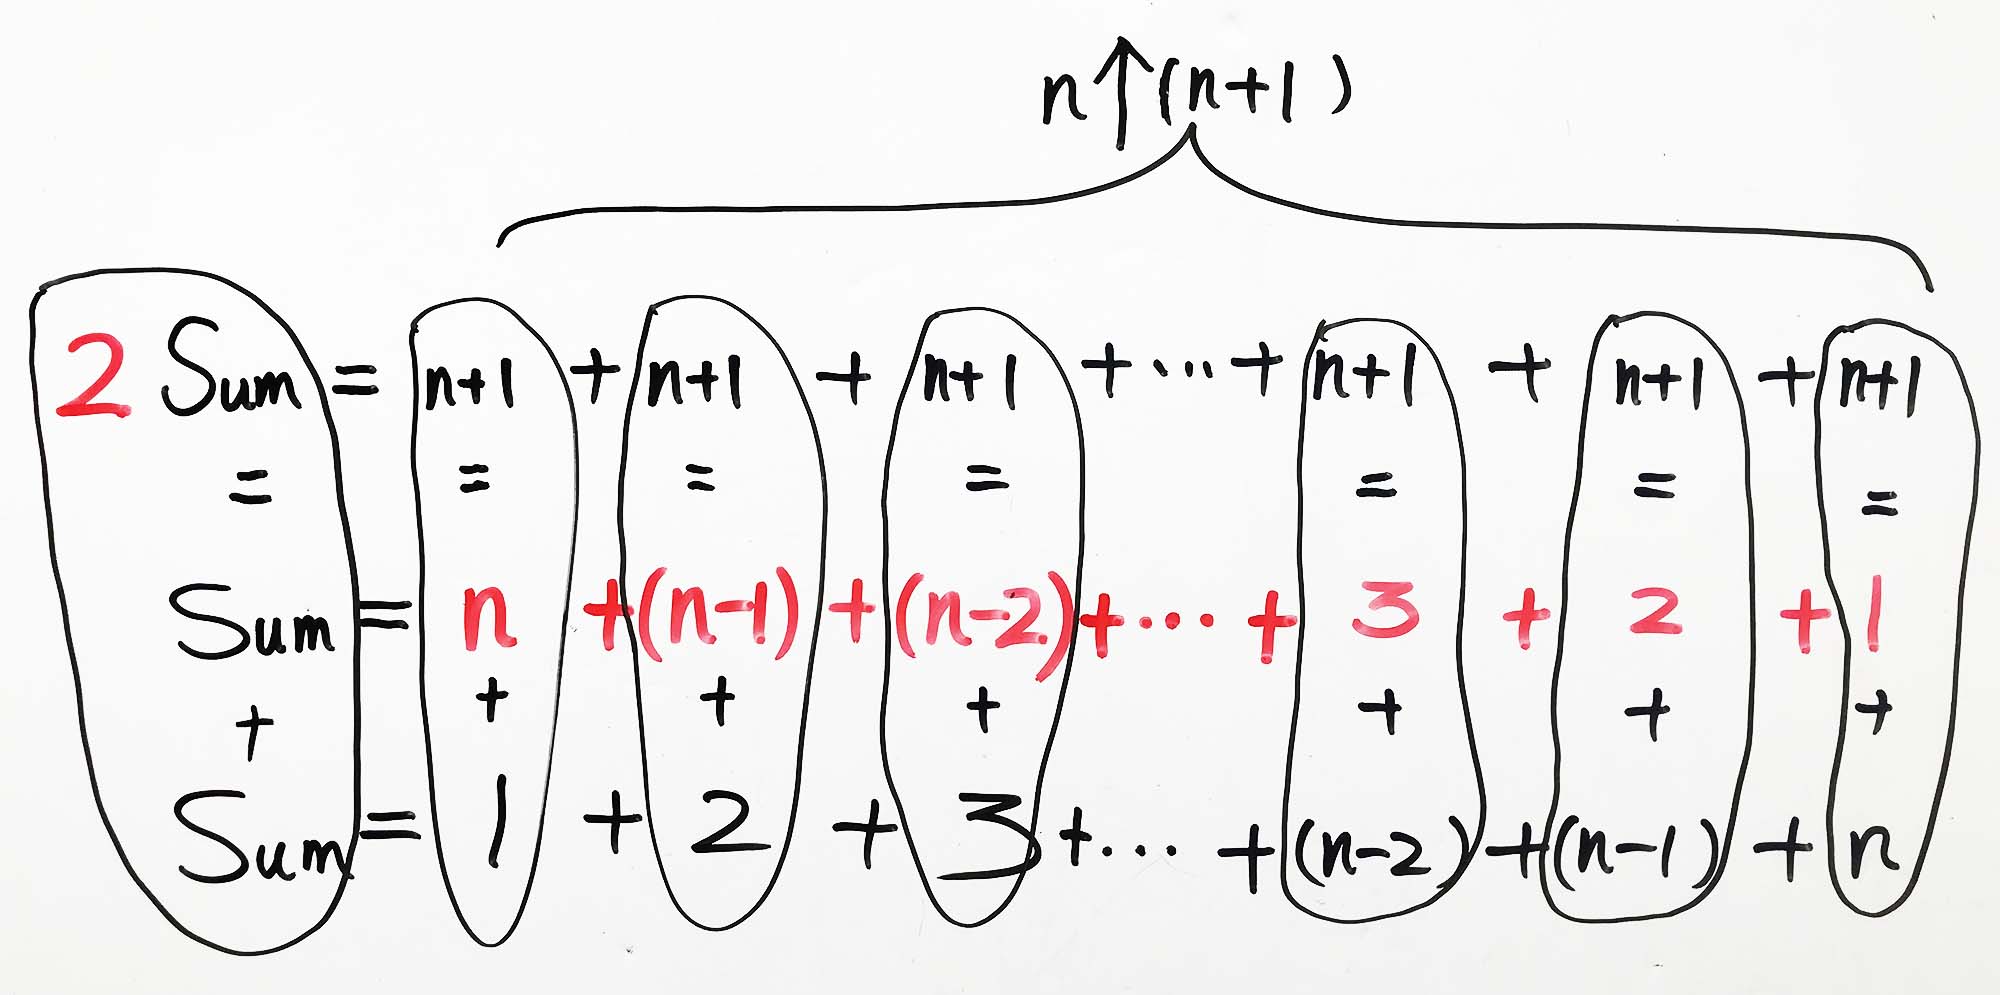 n↑(n+1)
2 Sum = n+1 + n+1 + n+1 +...+ n+1 + n+1 + n+1
= = = = = = =
Sum = n +(n-1) +(n-2)+...+ 3 + 2 +1
+ + + + + + +
Sum = 1 + 2 + 3 +... +(n-2) +(n-1) + n